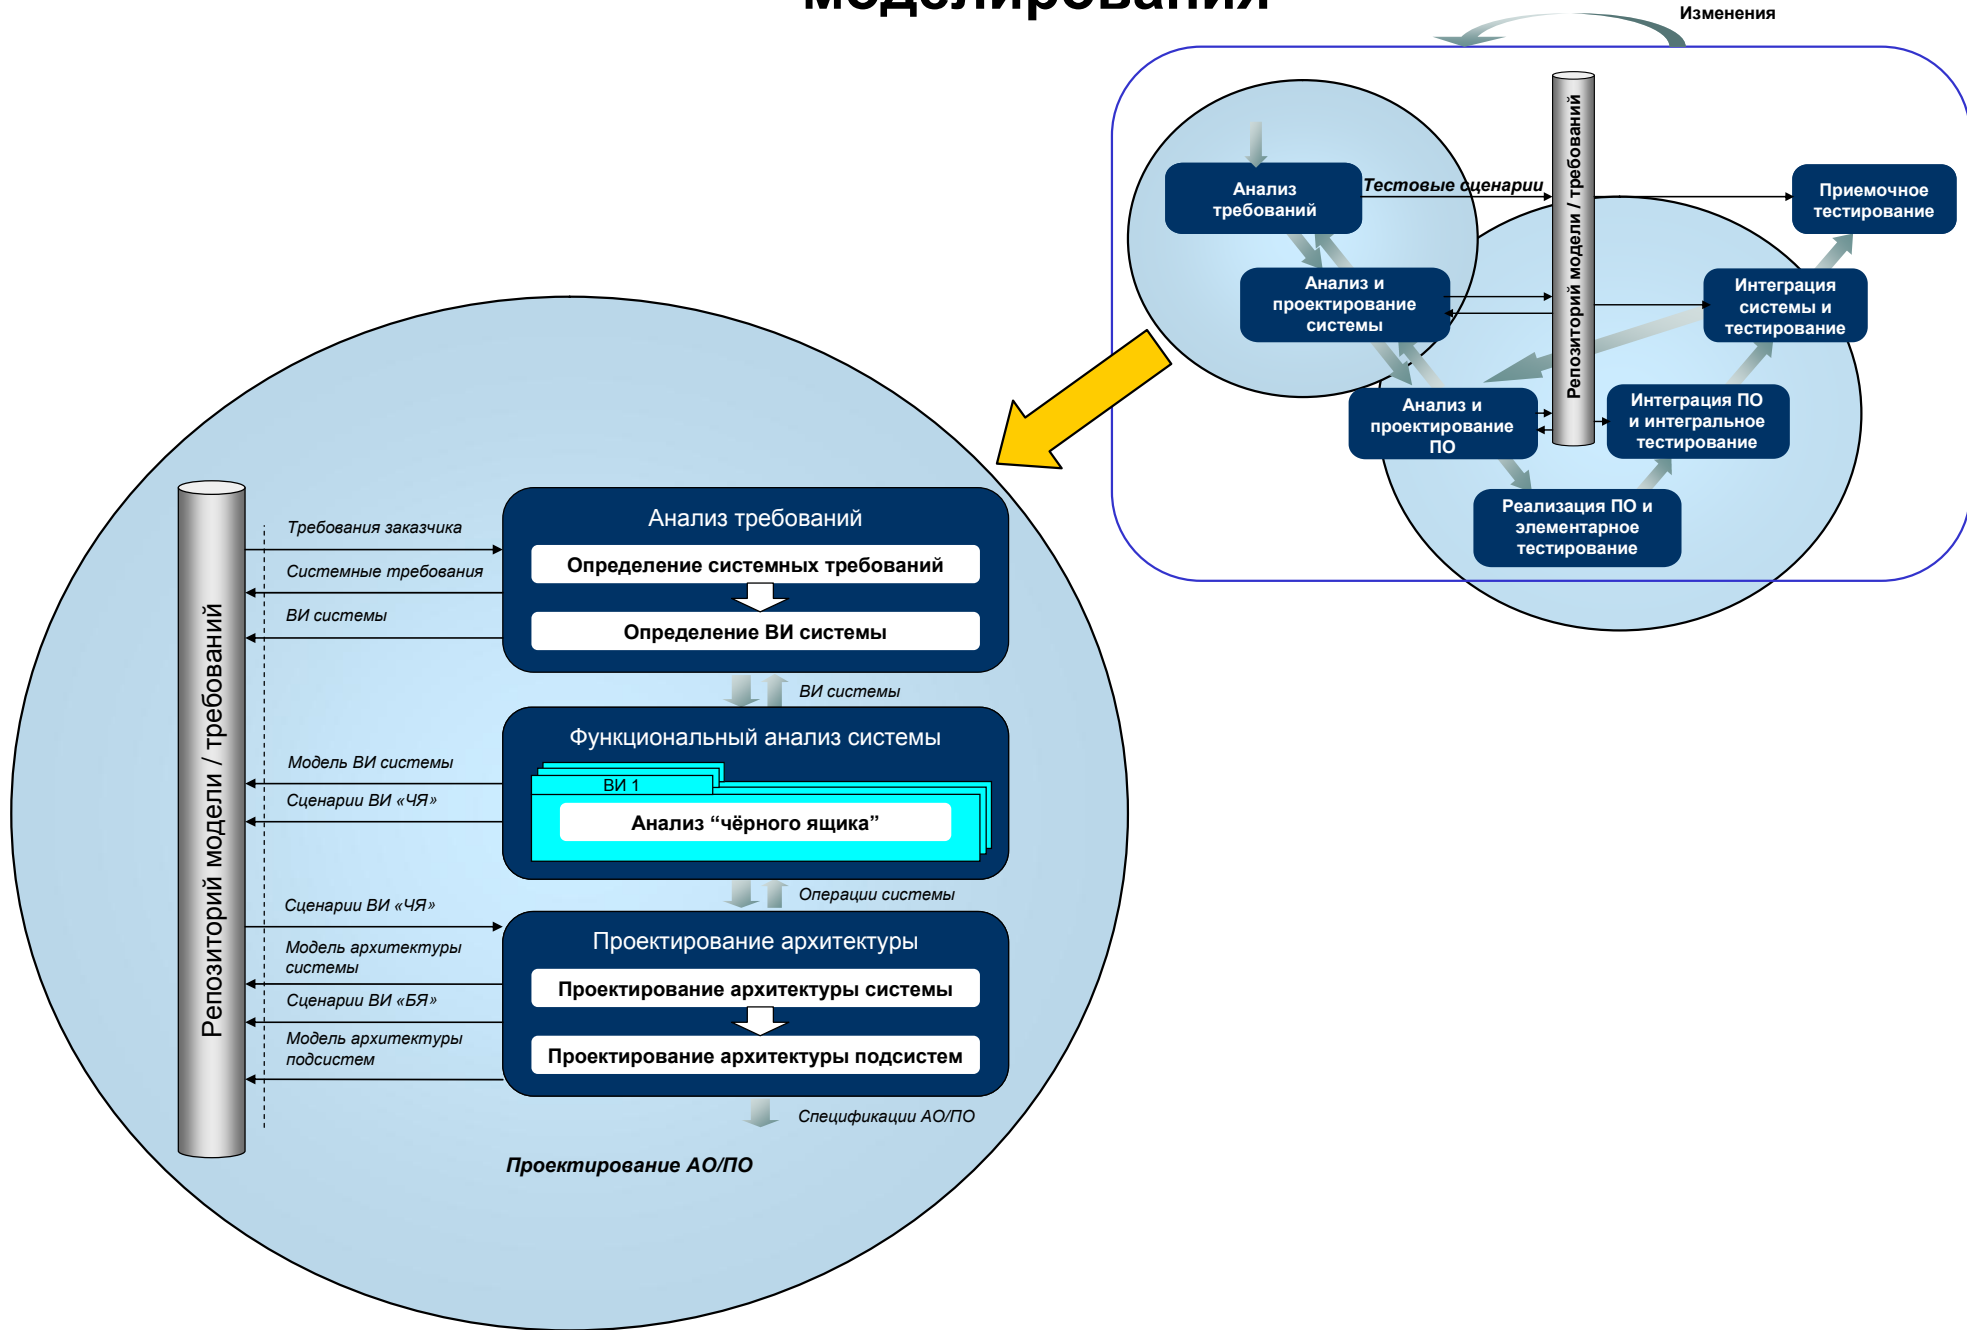 моделирования
Изменения
Анализ
требований
Тестовые сценарии
Репозиторий модели / требований
Приемочное
тестирование
Анализ и
проектирование
системы
Интеграция
системы и
тестирование
Анализ и
проектирование
ПО
Интеграция ПО
и интегральное
тестирование
Реализация ПО и
элементарное
тестирование
Репозиторий модели / требований
Требования заказчика
Системные требования
ВИ системы
Анализ требований
Определение системных требований
Определение ВИ системы
ВИ системы
Функциональный анализ системы
Модель ВИ системы
Сценарии ВИ «ЧЯ»
ВИ 1
Анализ “чёрного ящика”
Операции системы
Сценарии ВИ «ЧЯ»
Модель архитектуры
системы
Сценарии ВИ «БЯ»
Модель архитектуры
подсистем
Проектирование архитектуры
Проектирование архитектуры системы
Проектирование архитектуры подсистем
Спецификации АО/ПО
Проектирование АО/ПО